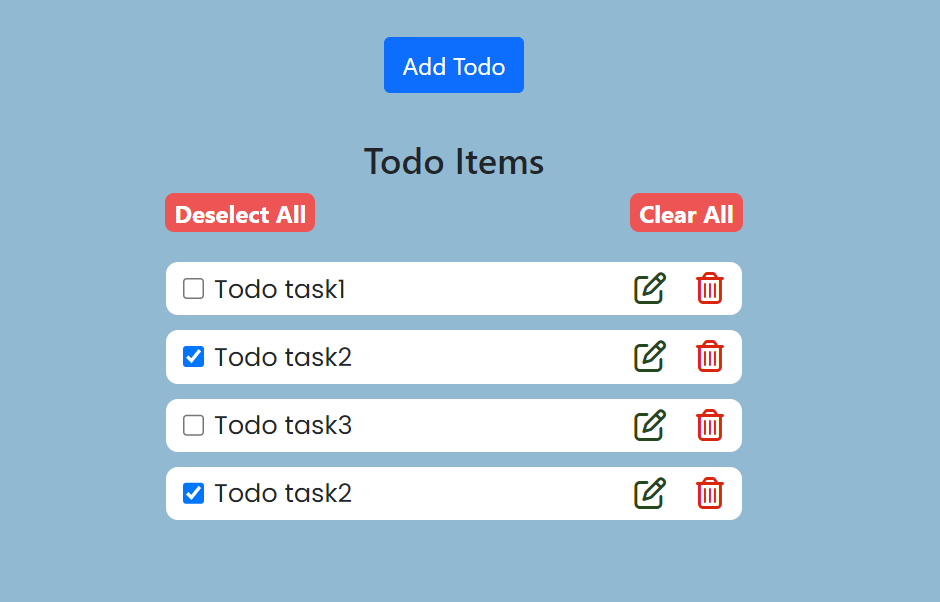 Add Todo
Todo Items
Deselect All Clear All
Todo task1
Todo task2
Todo task3
Todo task2